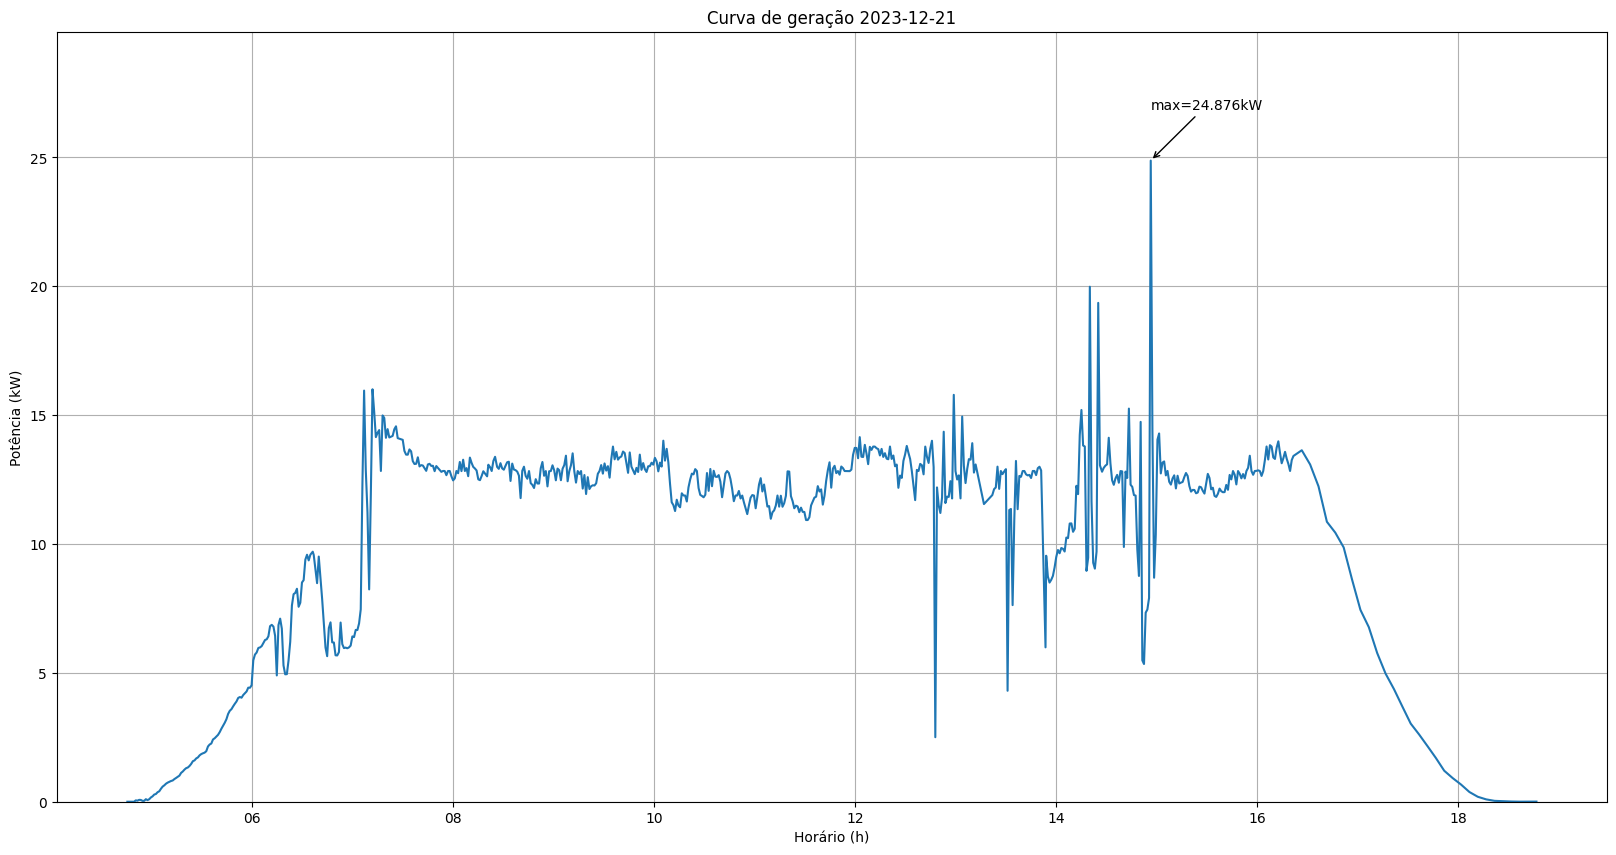 Curva de geração 2023-12-21
max=24.876kW
25
20
15
10
5
0
Potência (kW)
06 08 10 12 14 16 18
Horário (h)